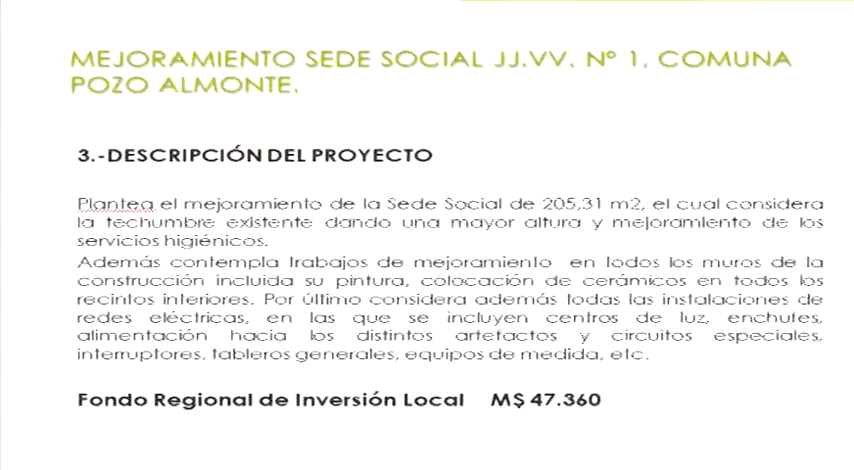 MEJORAMIENTO SEDE SOCIAL JJ.VV. Nº 1. COMUNA
POZO ALMONTE.
3.-DESCRIPCIÓN DEL PROYECTO
Plantea el mejoramiento de la Sede Social de 205,31 m2, el cual considera
la techumbre existente dando una mayor altura y mejoramiento de los
servicios higiénicos.
Además contempla trabajos de mejoramiento en todos los muros de la
construcción incluida su pintura, colocación de cerámicos en todos los
recintos interiores. Por último considera además todas las instalaciones de
redes eléctricas, en las que se incluyen centros de luz, enchufes,
alimentación hacia los distintos artefactos y circuitos especiales,
interruptores, tableros generales, equipos de medida, etc.
Fondo Regional de Inversión Local M$ 47.360